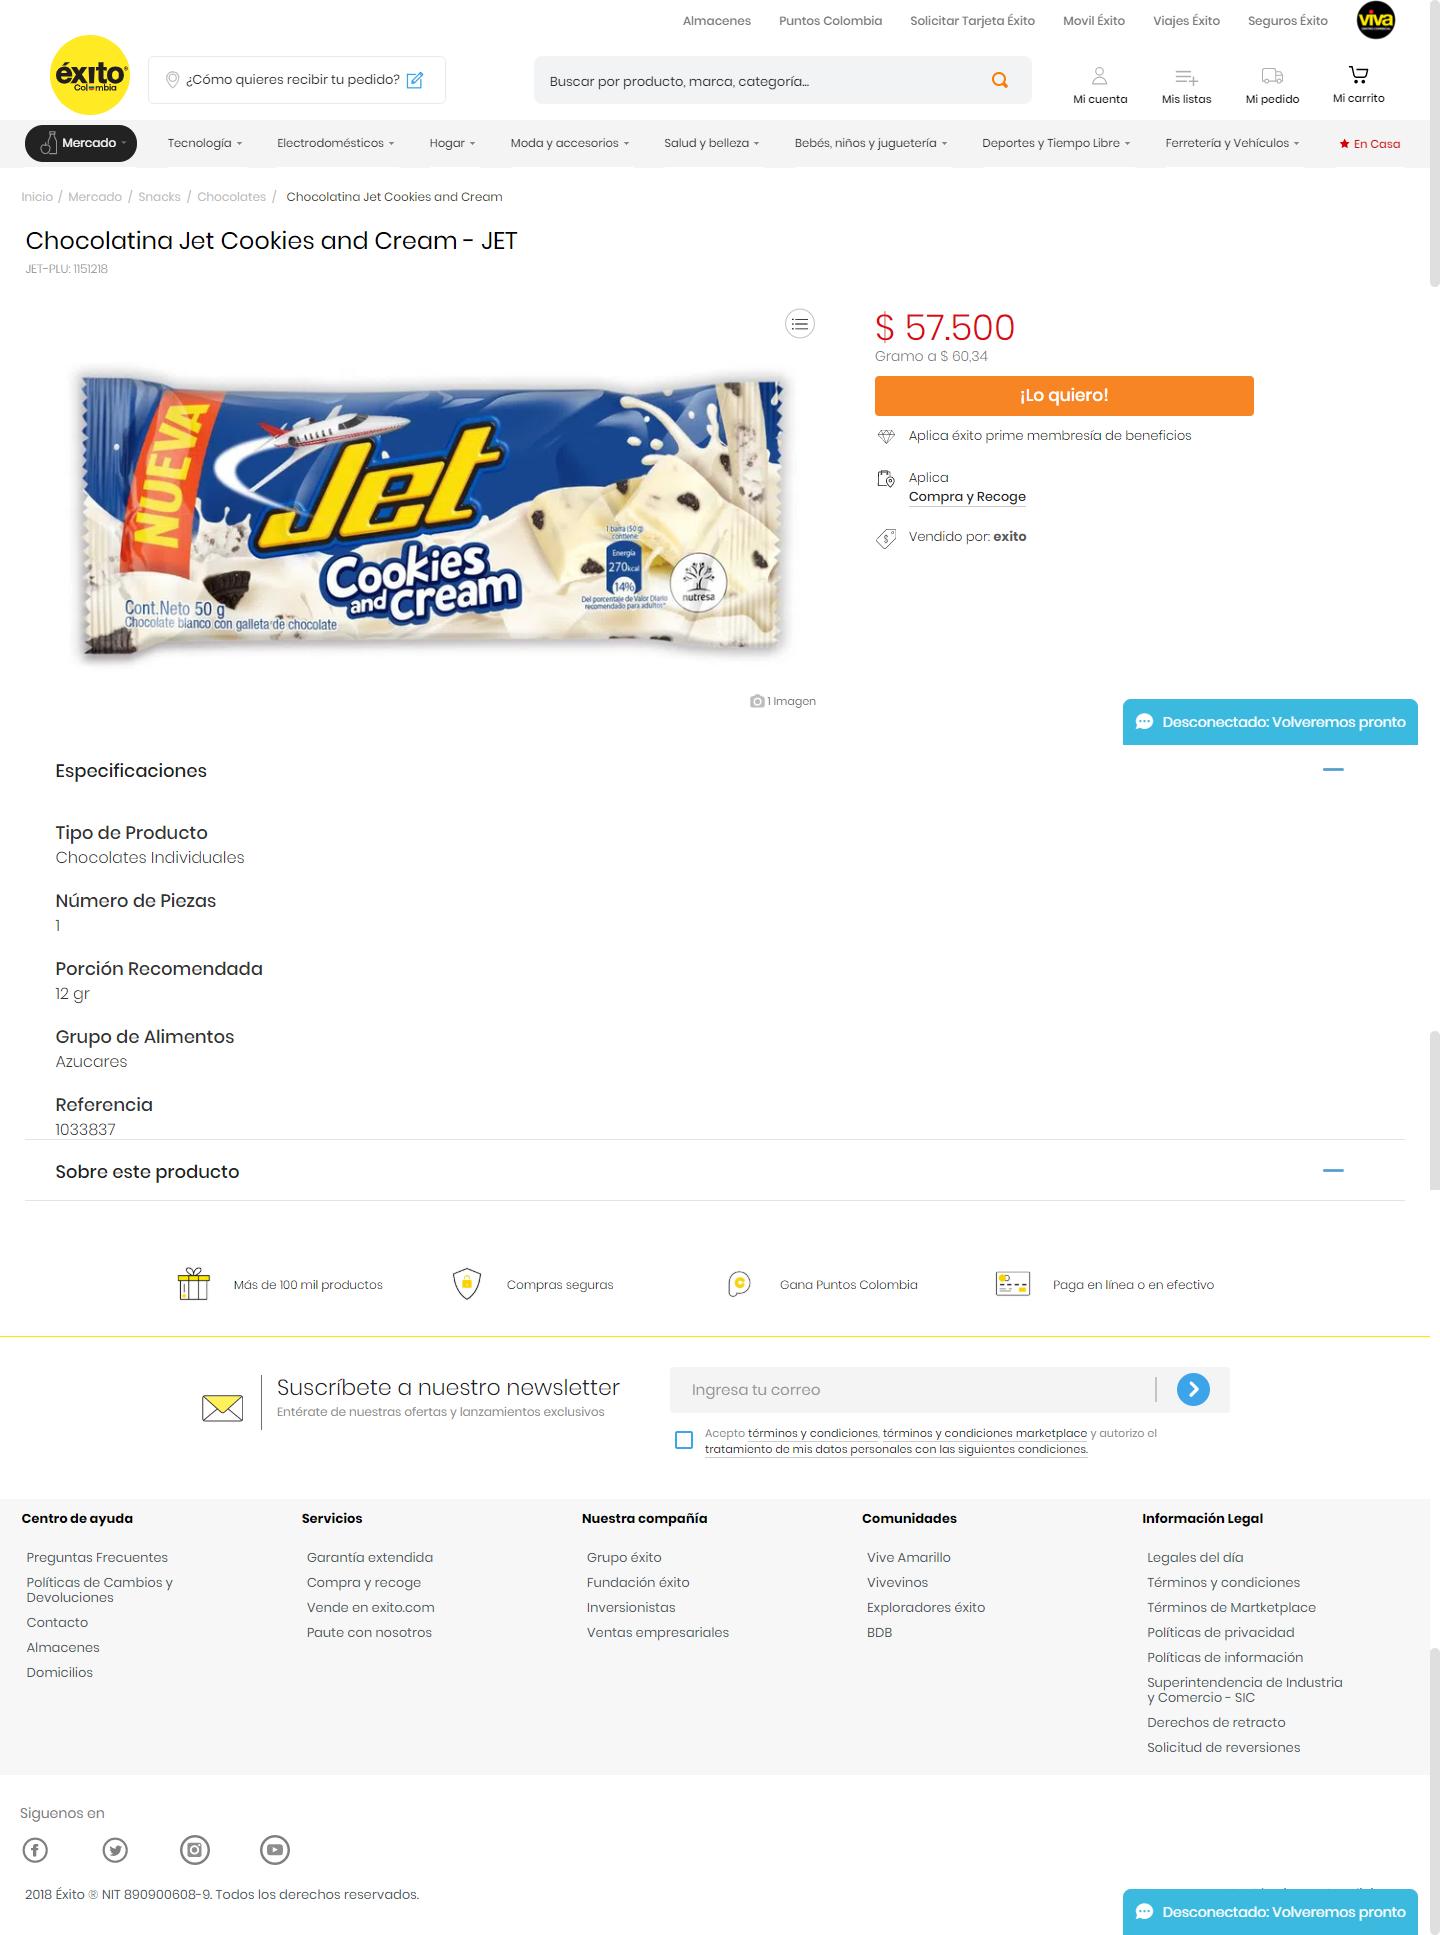 Almacenes Puntos Colombia Solicitar Tarjeta Éxito Movil Éxito Viajes Éxito Seguros Éxito viva
éxito
Colombia
¿Cómo quieres recibir tu pedido?
Buscar por producto, marca, categoría...
Mi cuenta Mis listas Mi pedido Mi carrito
Mercado Tecnología Electrodomésticos Hogar Moda y accesorios Salud y belleza Bebés, niños y juguetería Deportes y Tiempo Libre Ferretería y Vehículos En Casa
Inicio / Mercado / Snacks / Chocolates / Chocolatina Jet Cookies and Cream
Chocolatina Jet Cookies and Cream - JET
JET-PLU: 1151218
NUEVA
Jet
Cookies
and Cream
Cont.Neto 50 g
Chocolate blanco con galleta de chocolate
1 barra (50 g)
contiene:
Energía
270kcal
14%
Del porcentaje de Valor Diario
recomendado para adultos*
nutresa
1 Imagen
$ 57.500
Gramo a $ 60,34
¡Lo quiero!
Aplica éxito prime membresía de beneficios
Aplica
Compra y Recoge
Vendido por: exito
Desconectado: Volveremos pronto
Especificaciones
Tipo de Producto
Chocolates Individuales
Número de Piezas
1
Porción Recomendada
12 gr
Grupo de Alimentos
Azucares
Referencia
1033837
Sobre este producto
Más de 100 mil productos Compras seguras Gana Puntos Colombia Paga en línea o en efectivo
Suscríbete a nuestro newsletter
Entérate de nuestras ofertas y lanzamientos exclusivos
Ingresa tu correo
Acepto términos y condiciones, términos y condiciones marketplace y autorizo el
tratamiento de mis datos personales con las siguientes condiciones.
Centro de ayuda
Preguntas Frecuentes
Políticas de Cambios y
Devoluciones
Contacto
Almacenes
Domicilios
Servicios
Garantía extendida
Compra y recoge
Vende en exito.com
Paute con nosotros
Nuestra compañía
Grupo éxito
Fundación éxito
Inversionistas
Ventas empresariales
Comunidades
Vive Amarillo
Vivevinos
Exploradores éxito
BDB
Información Legal
Legales del día
Términos y condiciones
Términos de Martketplace
Políticas de privacidad
Políticas de información
Superintendencia de Industria
y Comercio - SIC
Derechos de retracto
Solicitud de reversiones
Siguenos en
2018 Éxito ® NIT 890900608-9. Todos los derechos reservados.
Desconectado: Volveremos pronto